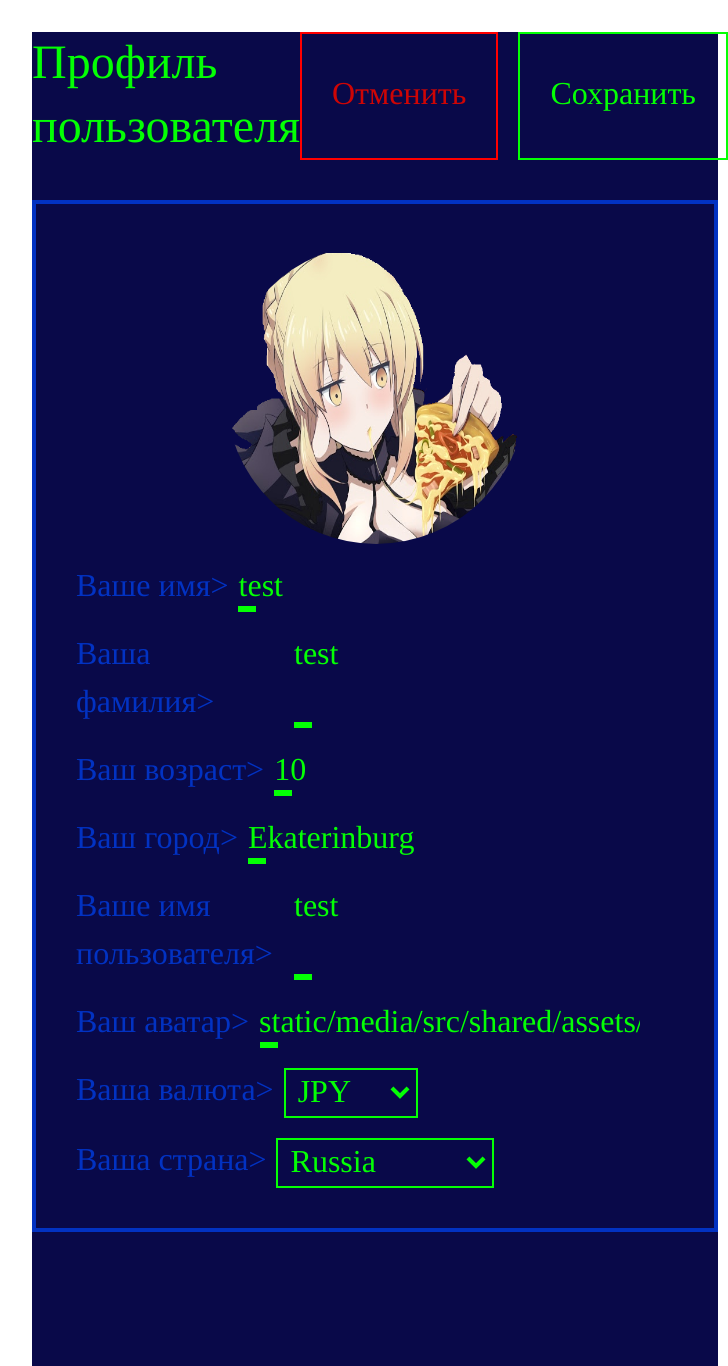 Профиль
пользователя
Отменить
Сохранить
Ваше имя> test
Ваша test
фамилия>
Ваш возраст> 10
Ваш город> Ekaterinburg
Ваше имя test
пользователя>
Ваш аватар> static/media/src/shared/assets/
Ваша валюта> JPY
Ваша страна> Russia